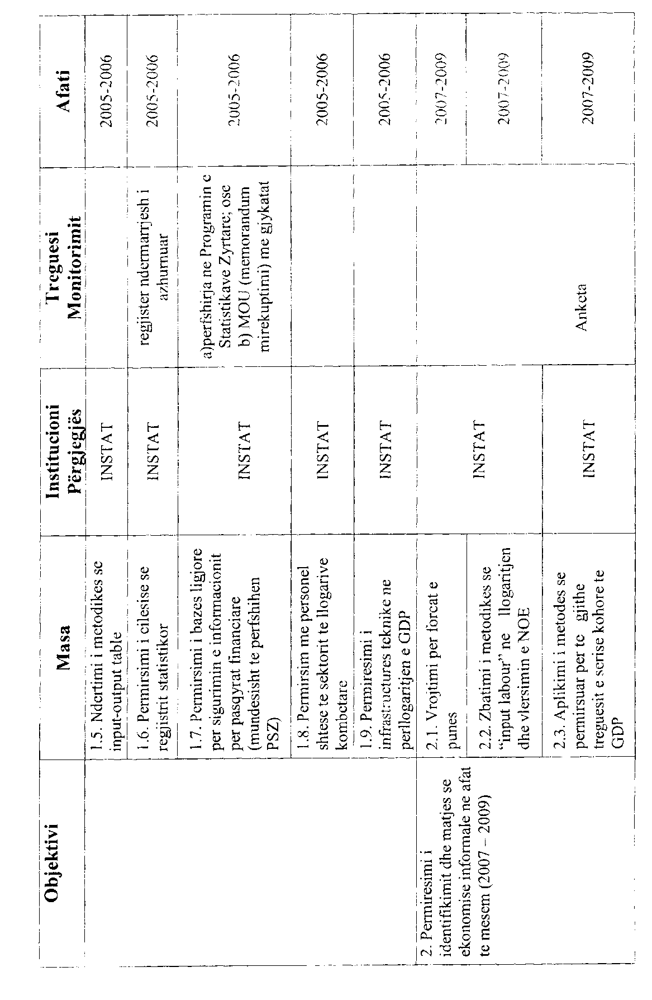 Objektivi
Masa
Institucioni
Përgjegjës
Treguesi
Monitorimit
Afati
1.5. Ndertimi i metodikes se
input-output table
INSTAT
2005-2006
1.6. Permirsimi i cilesise se
regjistrit statistikor
INSTAT
regjister ndermarrjesh i
azhurnuar
2005-2006
1.7. Permirsimi i bazes ligjore
per sigurimin e informacionit
per pasqyrat financiare
(mundesisht te perfshihen
PSZ)
INSTAT
a)perfshirja ne Programin e
Statistikave Zyrtare; ose
b) MOU (memorandum
mirekuptimi) me gjykatat
2005-2006
1.8. Permirsim me personel
shtese te sektorit te llogarive
kombetare
INSTAT
2005-2006
1.9. Permiresimi i
infrastructures teknike ne
perllogaritjen e GDP
INSTAT
2005-2006
2. Permiresimi i
identifikimit dhe matjes se
ekonomise informale ne afat
te mesem (2007 – 2009)
2.1. Vrojtimi per forcat e
punes
2007-2009
2.2. Zbatimi i metodikes se
“input labour” ne llogaritjen
dhe vlersimin e NOE
INSTAT
2007-2009
2.3. Aplikimi i metodes se
permirsuar per te gjithe
treguesit e serise kohore te
GDP
INSTAT
Anketa
2007-2009